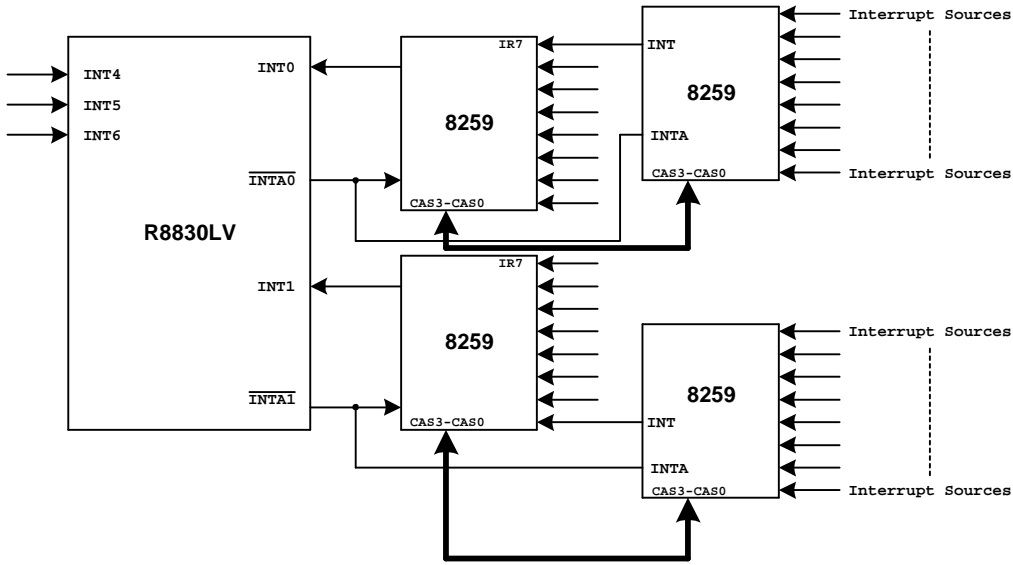 Interrupt Sources
IR7
INT
INT4
INT0
INT5
8259
8259
INT6
INTA
Interrupt Sources
INTA0
CAS3-CAS0
CAS3-CAS0
R8830LV
IR7
INT1
Interrupt Sources
8259
8259
INTA1
CAS3-CAS0
INT
INTA
CAS3-CAS0
Interrupt Sources